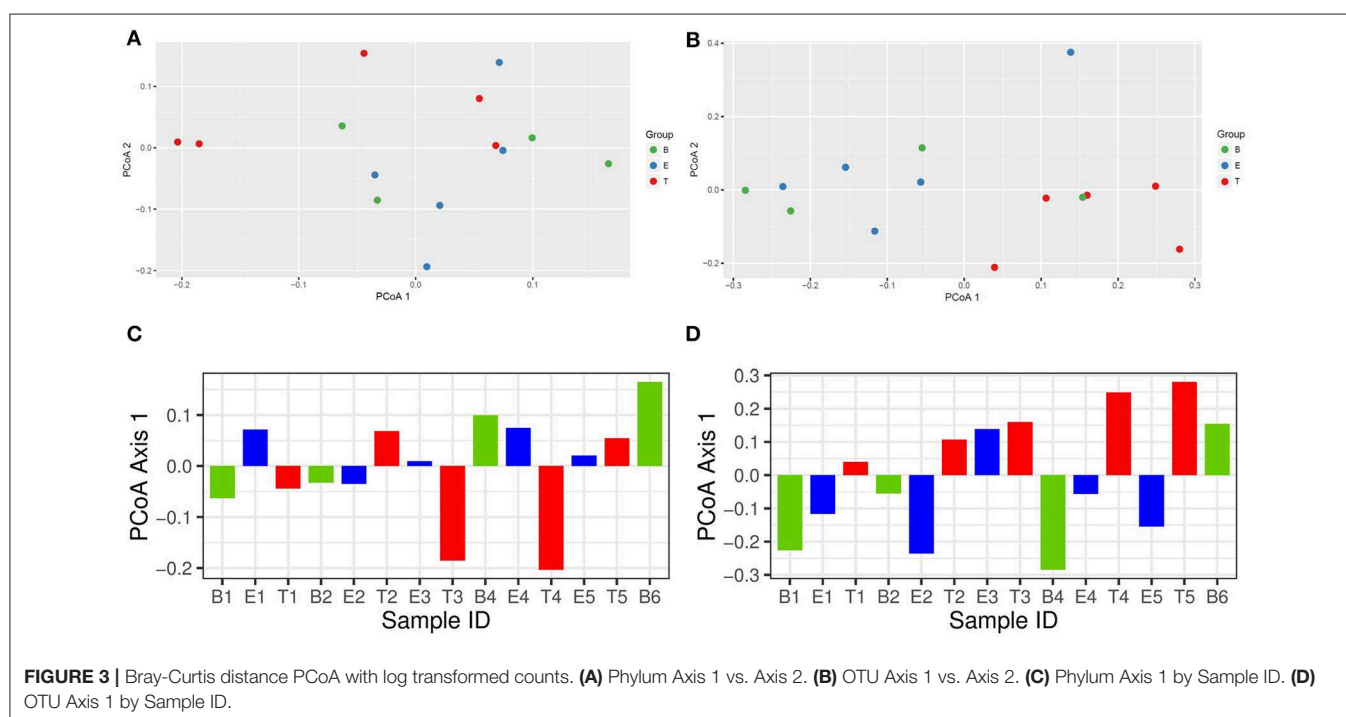 A
0.1
0.0
−0.1
−0.2
PCoA 2
−0.2
−0.1
0.0
0.1
PCoA 1
Group
B
E
T
B
0.4
0.2
0.0
−0.2
PCoA 2
−0.3
−0.2
−0.1
0.0
0.1
0.2
0.3
PCoA 1
Group
B
E
T
C
0.1
0.0
−0.1
−0.2
PCoA Axis 1
B1 E1 T1 B2 E2 T2 E3 T3 B4 E4 T4 E5 T5 B6
Sample ID
D
0.3
0.2
0.1
0.0
−0.1
−0.2
−0.3
PCoA Axis 1
B1 E1 T1 B2 E2 T2 E3 T3 B4 E4 T4 E5 T5 B6
Sample ID
FIGURE 3 | Bray-Curtis distance PCoA with log transformed counts. (A) Phylum Axis 1 vs. Axis 2. (B) OTU Axis 1 vs. Axis 2. (C) Phylum Axis 1 by Sample ID. (D)
OTU Axis 1 by Sample ID.